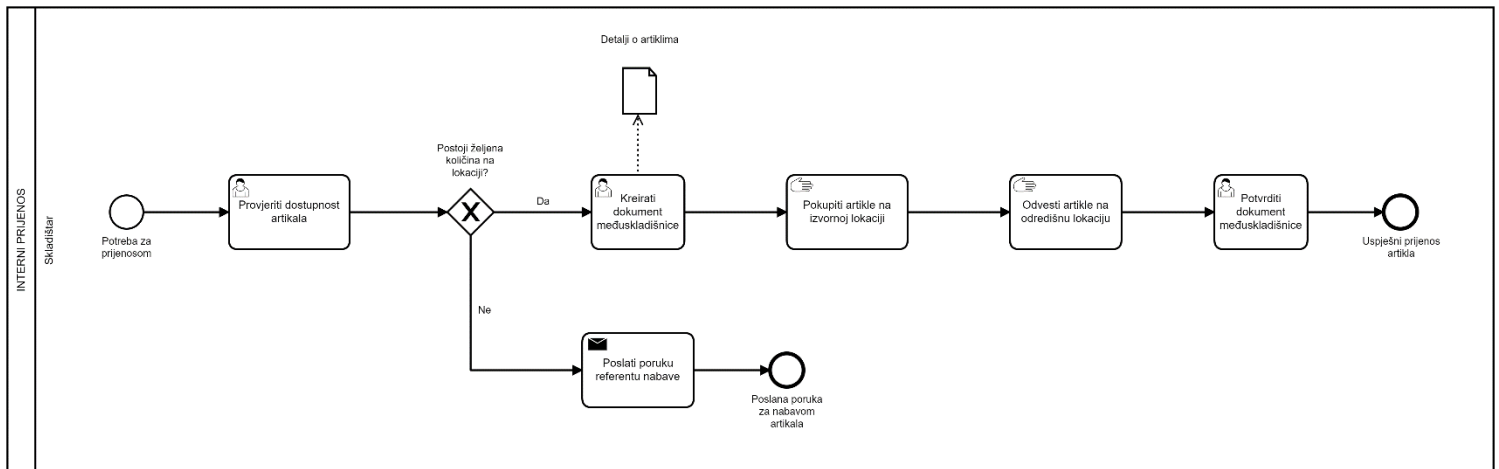 INTERNI PRIJENOS
Skladištar
Potreba za
prijenosom
Provjeriti dostupnost
artikala
Postoji željena
količina na
lokaciji?
Da
Ne
Detalji o artiklima
Kreirati
dokument
međuskladišnice
Pokupiti artikle na
izvornoj lokaciji
Odvesti artikle na
odredišnu lokaciju
Potvrditi
dokument
međuskladišnice
Uspješni prijenos
artikla
Poslati poruku
referentu nabave
Poslana poruka
za nabavom
artikala